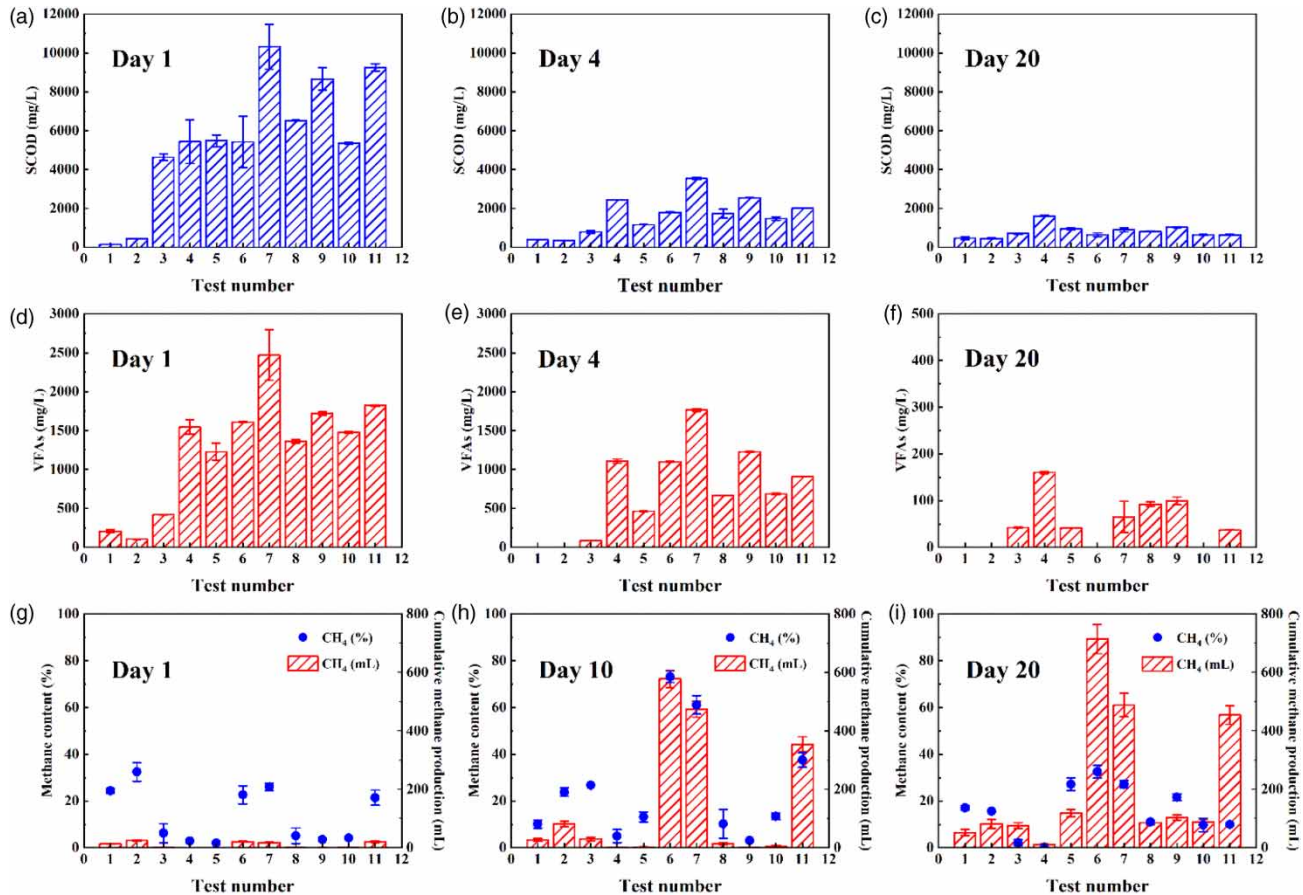 (a)
12000
10000
8000
6000
4000
2000
0
SCOD (mg/L)
Day 1
0 1 2 3 4 5 6 7 8 9 10 11 12
Test number
(b)
12000
10000
8000
6000
4000
2000
0
SCOD (mg/L)
Day 4
0 1 2 3 4 5 6 7 8 9 10 11 12
Test number
(c)
12000
10000
8000
6000
4000
2000
0
SCOD (mg/L)
Day 20
0 1 2 3 4 5 6 7 8 9 10 11 12
Test number
(d)
3000
2500
2000
1500
1000
500
0
VFAs (mg/L)
Day 1
0 1 2 3 4 5 6 7 8 9 10 11 12
Test number
(e)
3000
2500
2000
1500
1000
500
0
VFAs (mg/L)
Day 4
0 1 2 3 4 5 6 7 8 9 10 11 12
Test number
(f)
500
400
300
200
100
0
VFAs (mg/L)
Day 20
0 1 2 3 4 5 6 7 8 9 10 11 12
Test number
(g)
100
80
60
40
20
0
Methane content (%)
Day 1
CH₄ (%)
CH₄ (mL)
800
600
400
200
0
Cumulative methane production (mL)
0 1 2 3 4 5 6 7 8 9 10 11 12
Test number
(h)
100
80
60
40
20
0
Methane content (%)
Day 10
CH₄ (%)
CH₄ (mL)
800
600
400
200
0
Cumulative methane production (mL)
0 1 2 3 4 5 6 7 8 9 10 11 12
Test number
(i)
100
80
60
40
20
0
Methane content (%)
Day 20
CH₄ (%)
CH₄ (mL)
800
600
400
200
0
Cumulative methane production (mL)
0 1 2 3 4 5 6 7 8 9 10 11 12
Test number